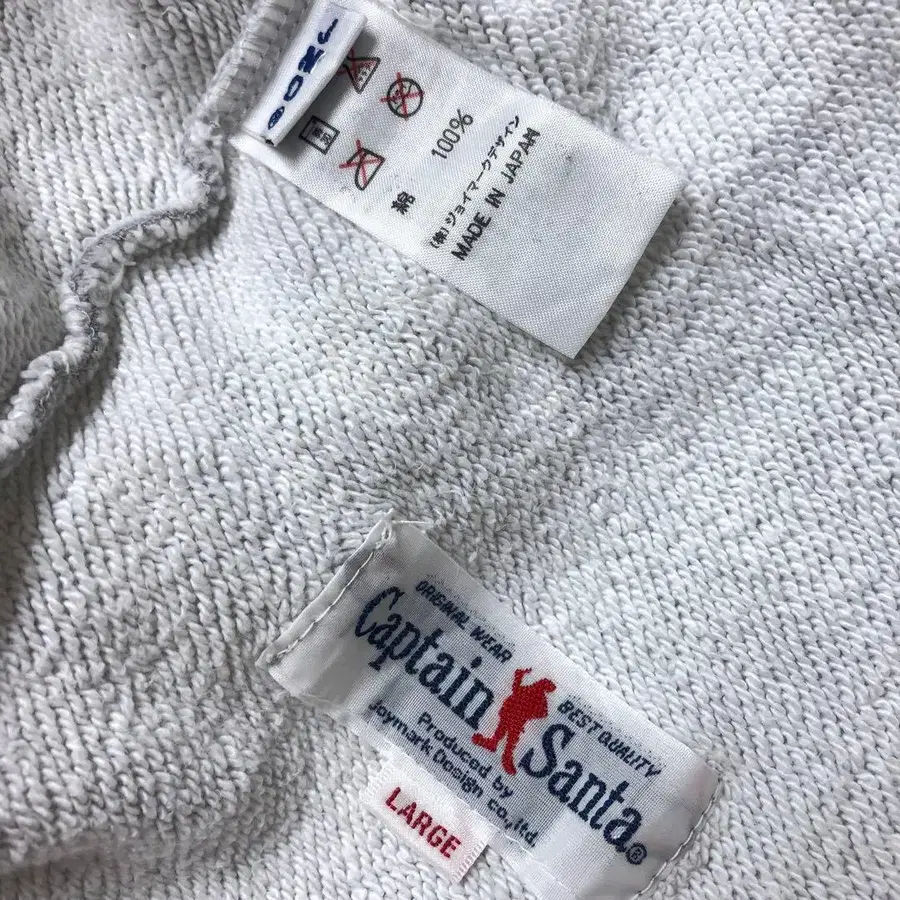 綿 100%
(株)ジョイマークデザイン
MADE IN JAPAN
ORIGINAL WEAR
BEST QUALITY
Captain Santa®
Produced by
Joymark Design co.,ltd.
LARGE